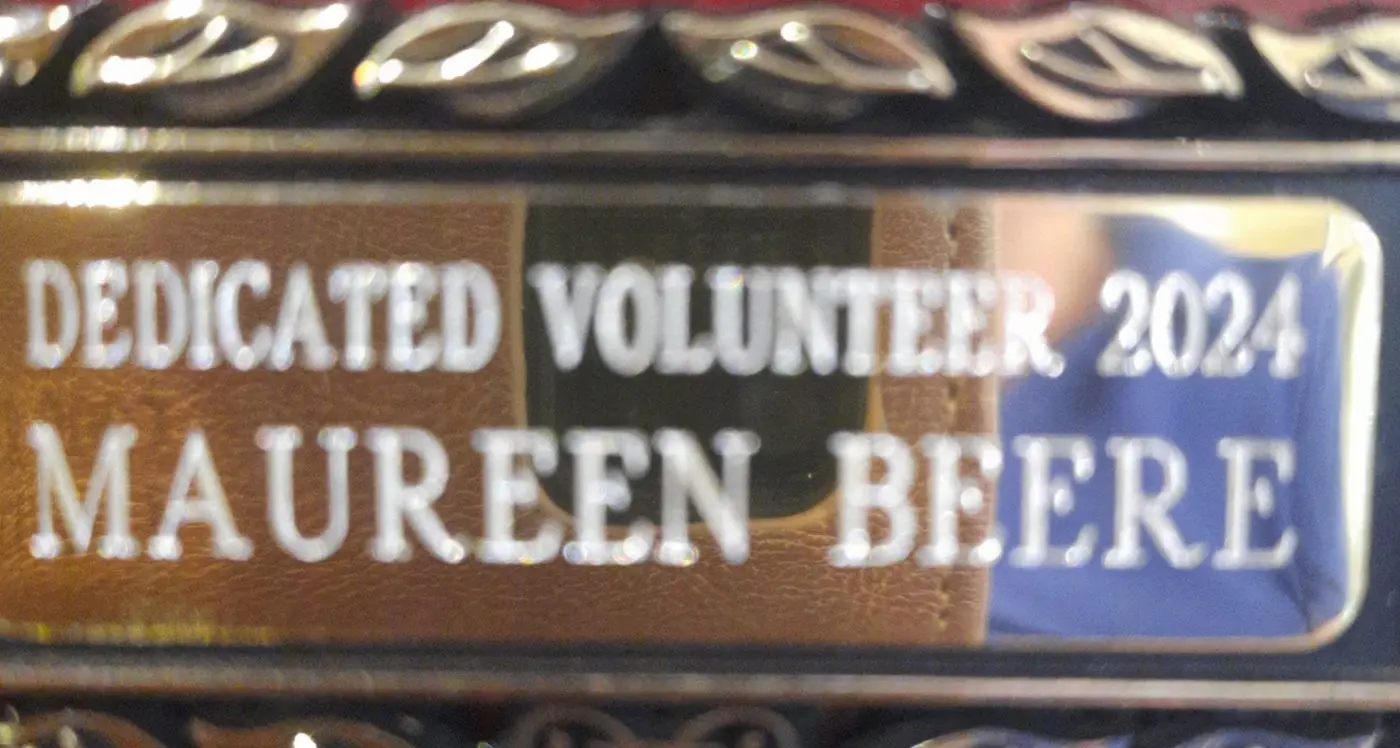 DEDICATED VOLUNTEER 2024
MAUREEN BEERE